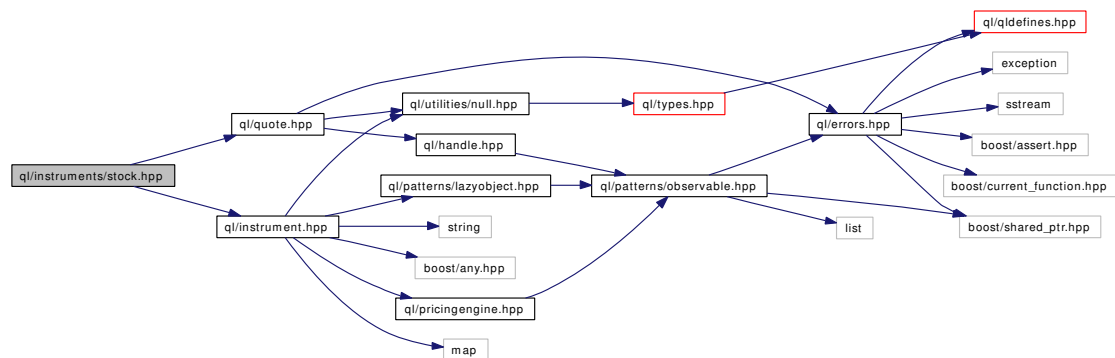 ql/instruments/stock.hpp
ql/quote.hpp
ql/instrument.hpp
ql/utilities/null.hpp
ql/handle.hpp
ql/patterns/lazyobject.hpp
string
boost/any.hpp
ql/pricingengine.hpp
map
ql/types.hpp
ql/patterns/observable.hpp
ql/errors.hpp
list
ql/qldefines.hpp
exception
sstream
boost/assert.hpp
boost/current_function.hpp
boost/shared_ptr.hpp